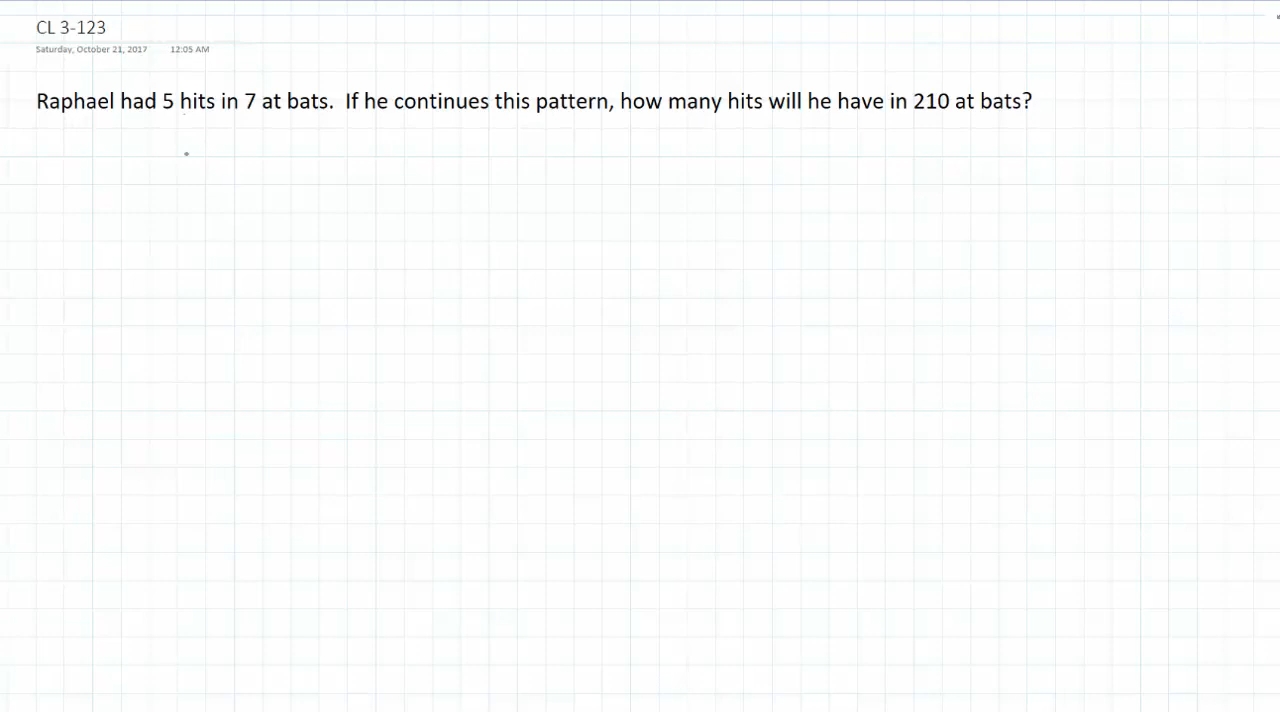 CL 3-123
Saturday, October 21, 2017 12:05 AM
Raphael had 5 hits in 7 at bats. If he continues this pattern, how many hits will he have in 210 at bats?